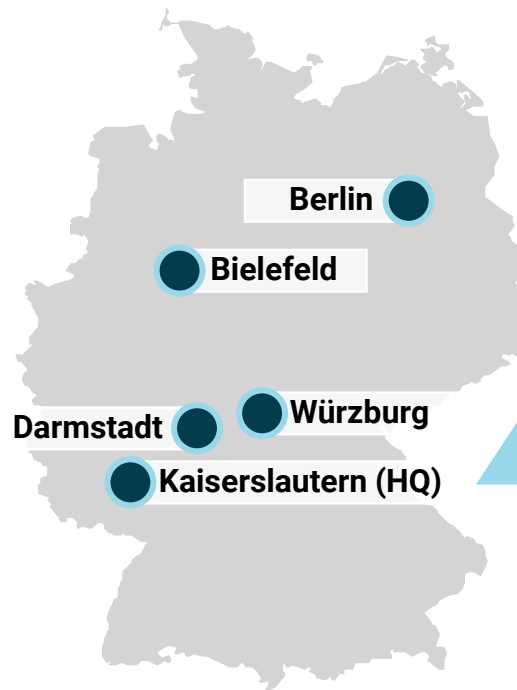 Berlin
Bielefeld
Würzburg
Darmstadt
Kaiserslautern (HQ)